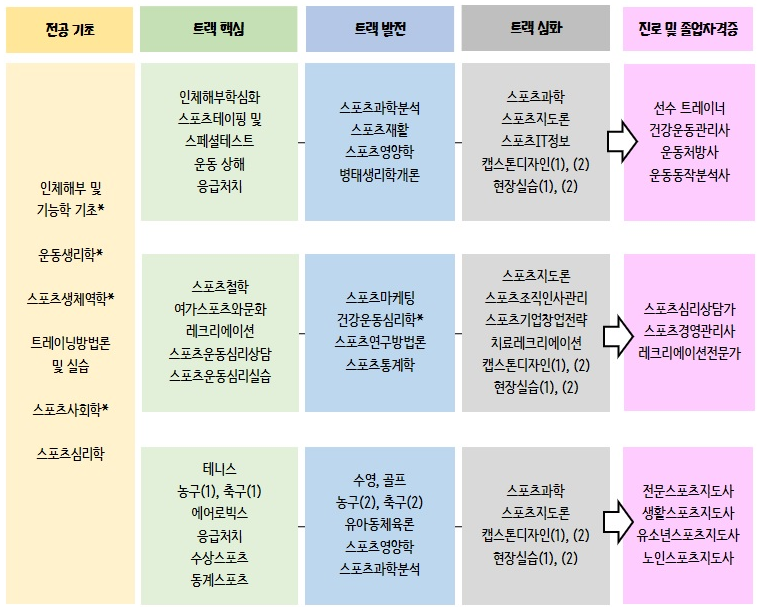 전공 기초
트랙 핵심
트랙 발전
트랙 심화
진로 및 졸업자격증
인체해부 및
기능학 기초*
운동생리학*
스포츠생체역학*
트레이닝방법론
및 실습
스포츠사회학*
스포츠심리학
인체해부학심화
스포츠테이핑 및
스페셜테스트
운동 상해
응급처치
스포츠과학분석
스포츠재활
스포츠영양학
병태생리학개론
스포츠과학
스포츠지도론
스포츠IT정보
캡스톤디자인(1), (2)
현장실습(1), (2)
선수 트레이너
건강운동관리사
운동처방사
운동동작분석사
스포츠철학
여가스포츠와문화
레크리에이션
스포츠운동심리상담
스포츠운동심리실습
스포츠마케팅
건강운동심리학*
스포츠연구방법론
스포츠통계학
스포츠지도론
스포츠조직인사관리
스포츠기업창업전략
치료레크리에이션
캡스톤디자인(1), (2)
현장실습(1), (2)
스포츠심리상담가
스포츠경영관리사
레크리에이션전문가
테니스
농구(1), 축구(1)
에어로빅스
응급처치
수상스포츠
동계스포츠
수영, 골프
농구(2), 축구(2)
유아동체육론
스포츠영양학
스포츠과학분석
스포츠과학
스포츠지도론
캡스톤디자인(1), (2)
현장실습(1), (2)
전문스포츠지도사
생활스포츠지도사
유소년스포츠지도사
노인스포츠지도사